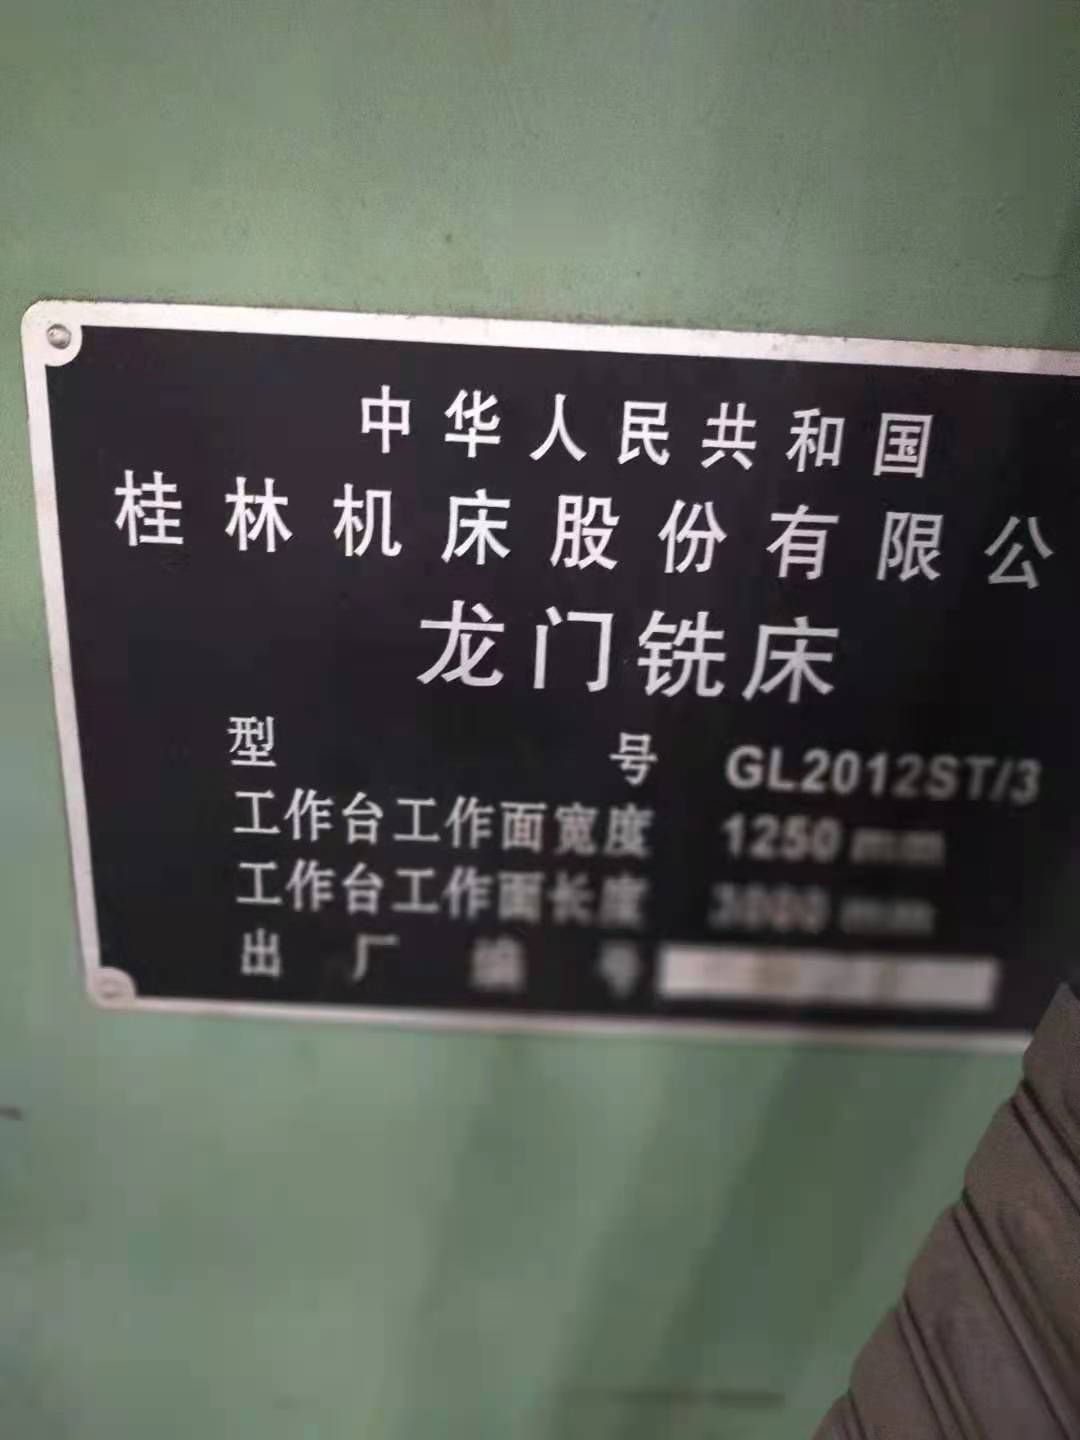 中华人民共和国
桂林机床股份有限公
龙门铣床
型 号 GL2012ST/3
工作台工作面宽度 1250 mm
工作台工作面长度 3000 mm
出厂编号